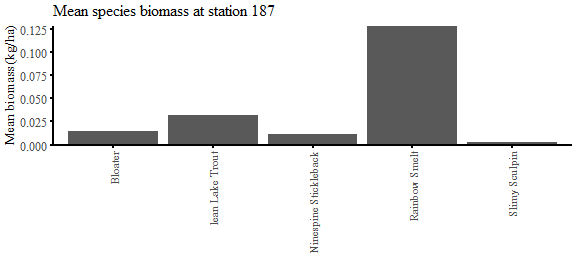 Mean species biomass at station 187
Mean biomass (kg/ha)
0.125
0.100
0.075
0.050
0.025
0.000
Bloater
lean Lake Trout
Ninespine Stickleback
Rainbow Smelt
Slimy Sculpin